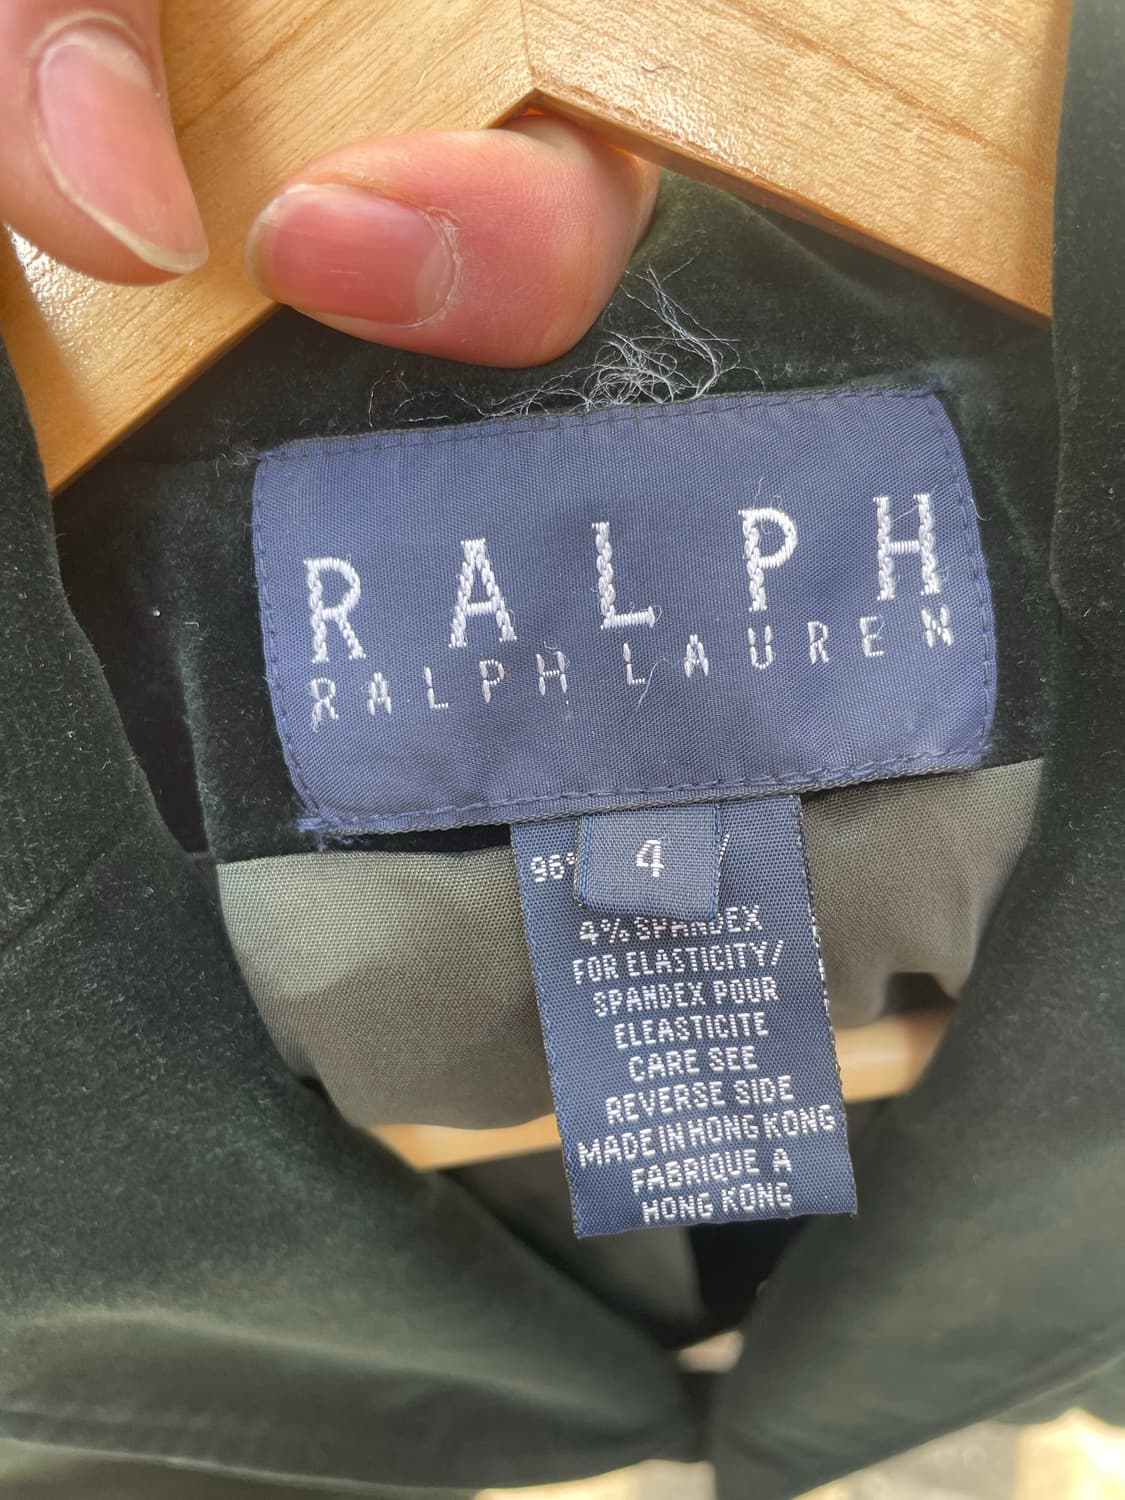 RALPH
RALPH LAUREN
4
96%
4% SPANDEX
FOR ELASTICITY/
SPANDEX POUR
ELEASTICITE
CARE SEE
REVERSE SIDE
MADE IN HONG KONG
FABRIQUE A
HONG KONG